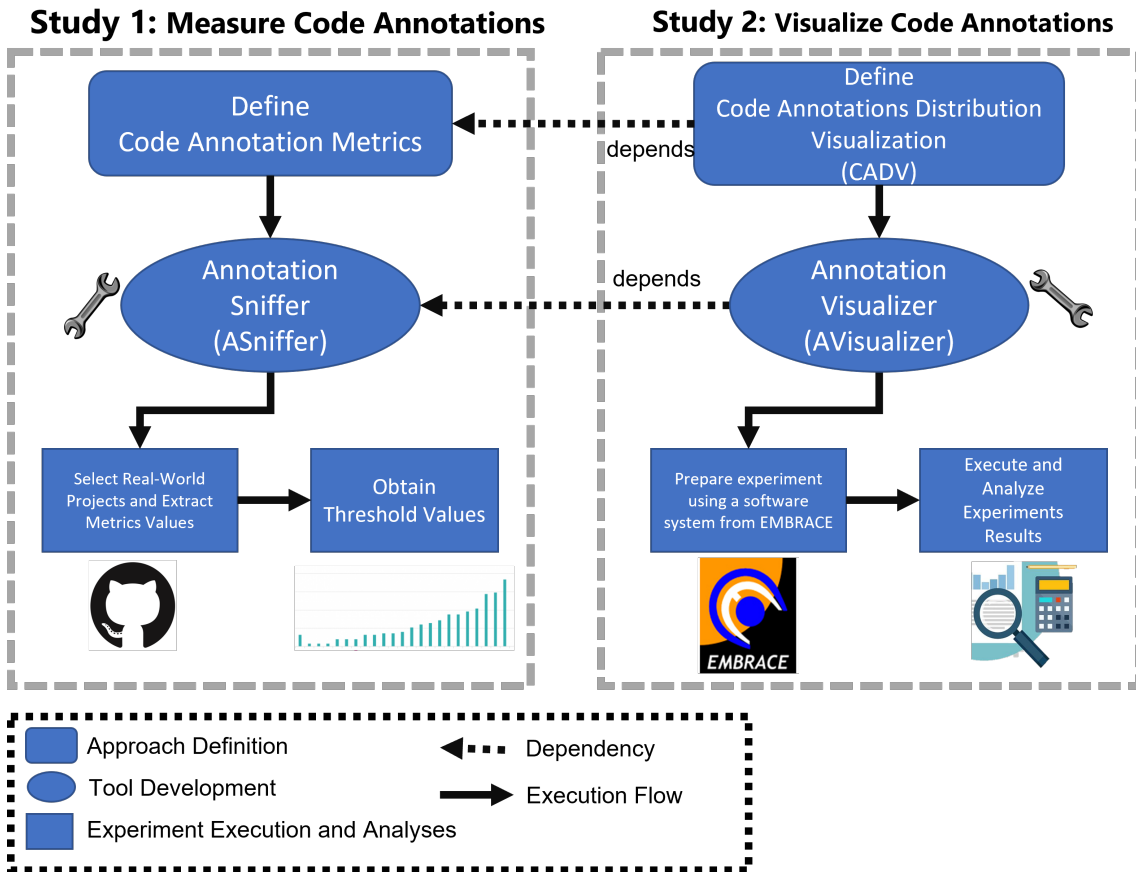 Study 1: Measure Code Annotations
Define
Code Annotation Metrics
Annotation
Sniffer
(ASniffer)
Select Real-World
Projects and Extract
Metrics Values
Obtain
Threshold Values
depends
depends
Study 2: Visualize Code Annotations
Define
Code Annotations Distribution
Visualization
(CADV)
Annotation
Visualizer
(AVisualizer)
Prepare experiment
using a software
system from EMBRACE
Execute and
Analyze
Experiments
Results
EMBRACE
Approach Definition
Tool Development
Experiment Execution and Analyses
Dependency
Execution Flow